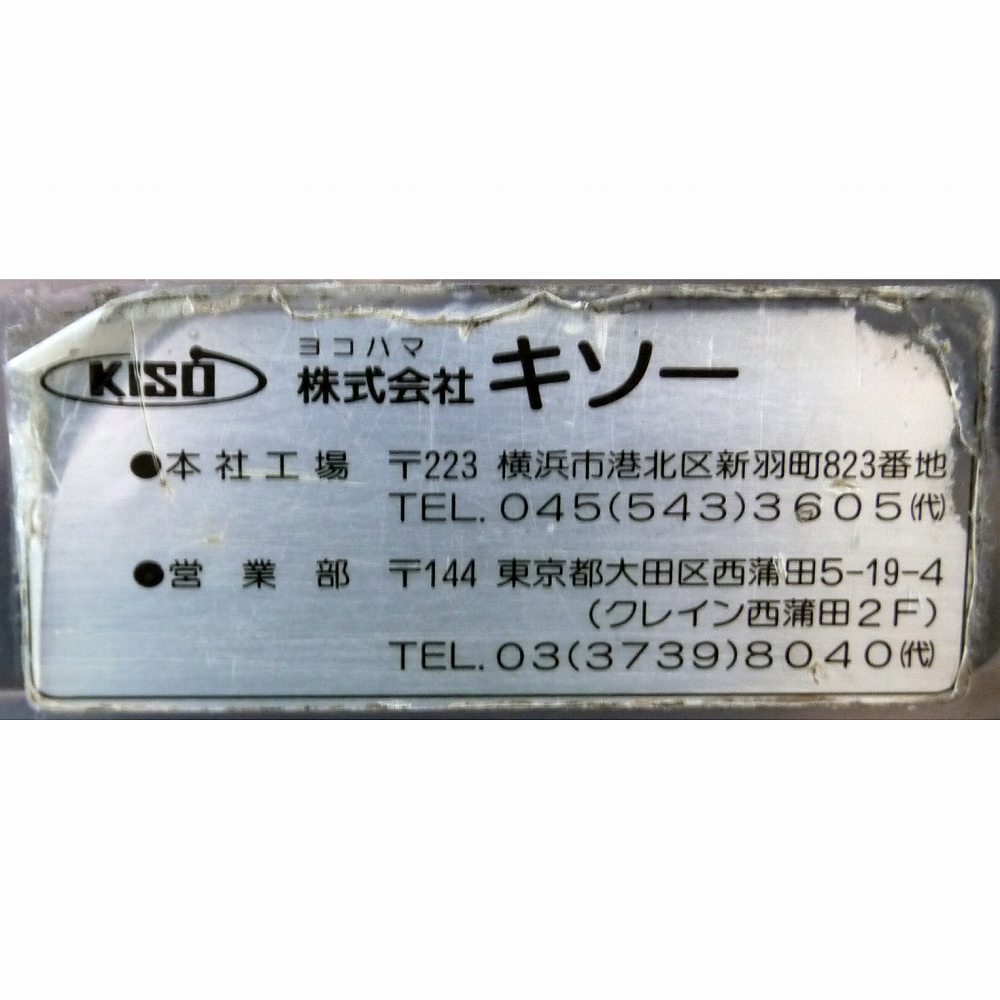 KISO
ヨコハマ
株式会社 キソー
●本社工場 〒223 横浜市港北区新羽町823番地
TEL. 045(543)3605(代)
●営業部 〒144 東京都大田区西蒲田5-19-4
(クレイン西蒲田2F)
TEL. 03(3739)8040(代)